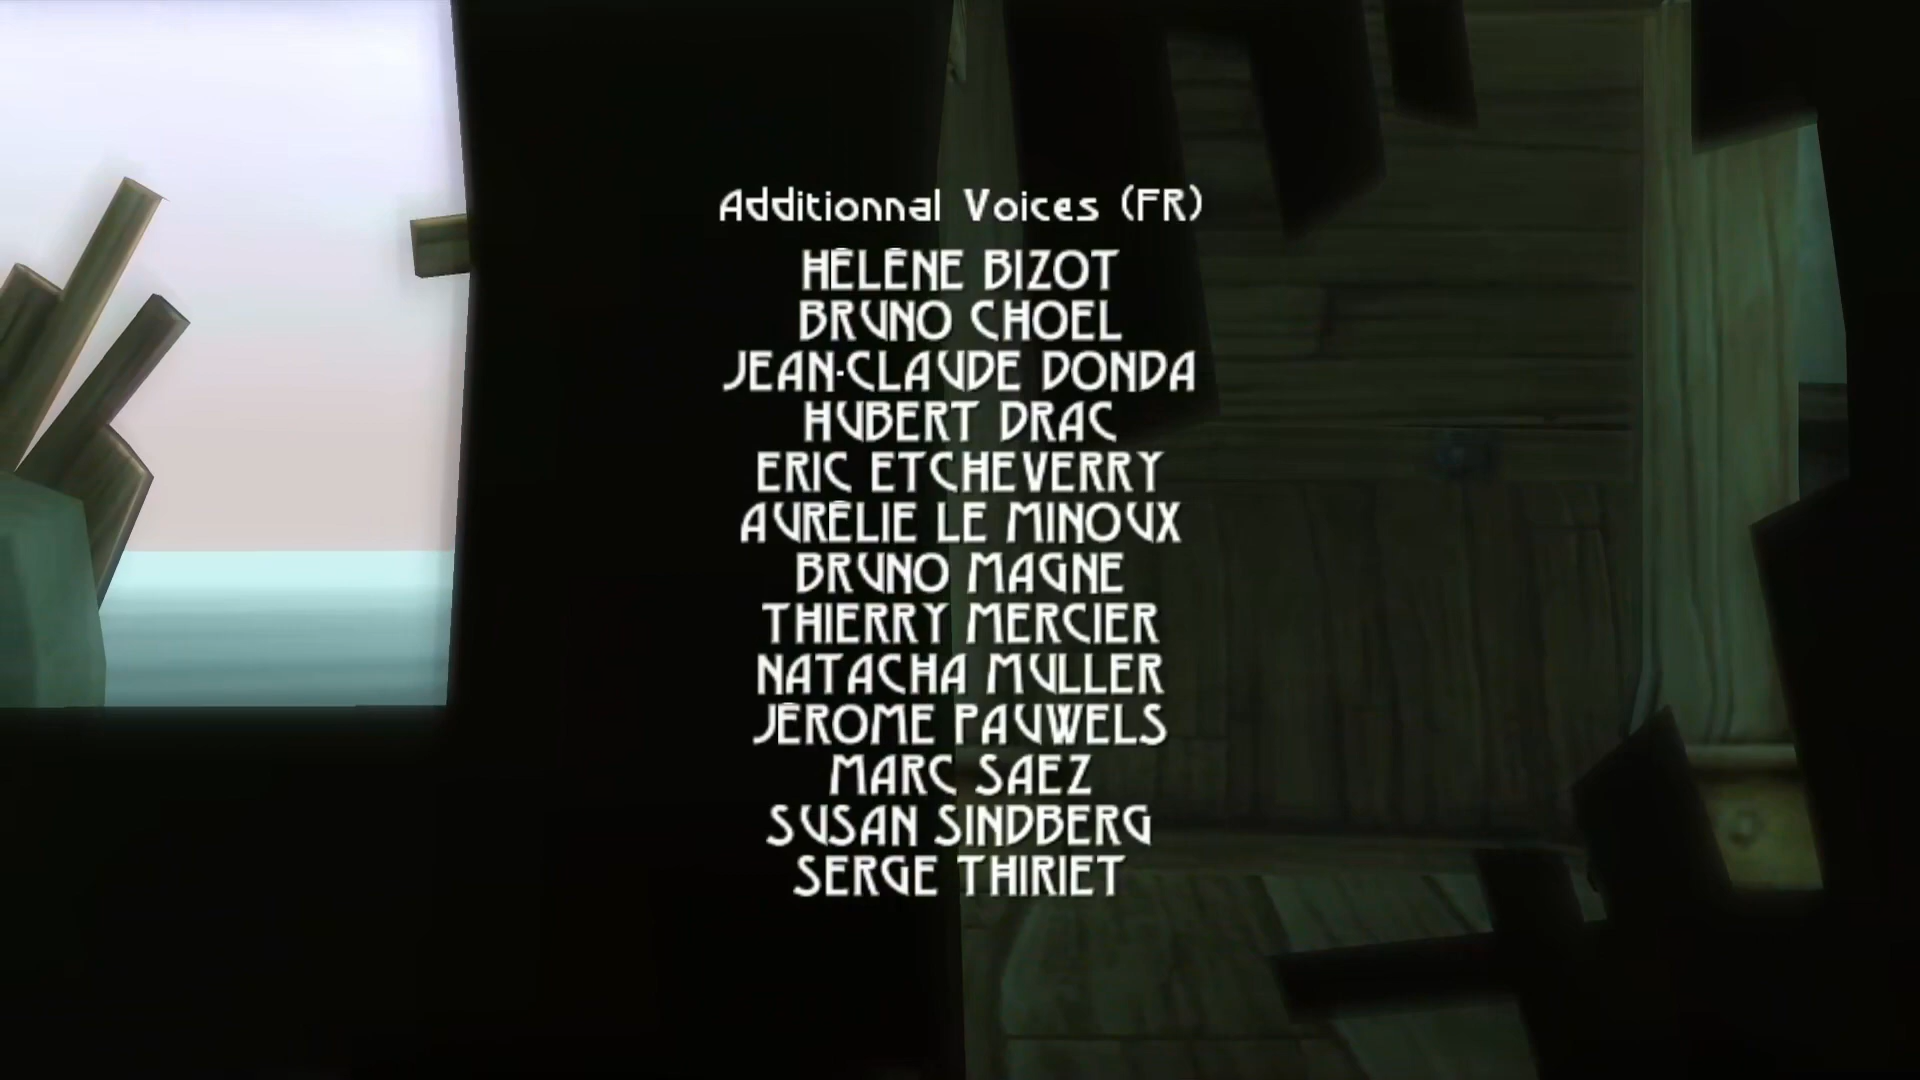 Additionnal Voices (FR)
HÉLÈNE BIZOT
BRUNO CHOEL
JEAN-CLAUDE DONDA
HUBERT DRAC
ERIC ETCHEVERRY
AURÉLIE LE MINOUX
BRUNO MAGNE
THIERRY MERCIER
NATACHA MULLER
JÉROME PAUWELS
MARC SAEZ
SUSAN SINDBERG
SERGE THIRIET